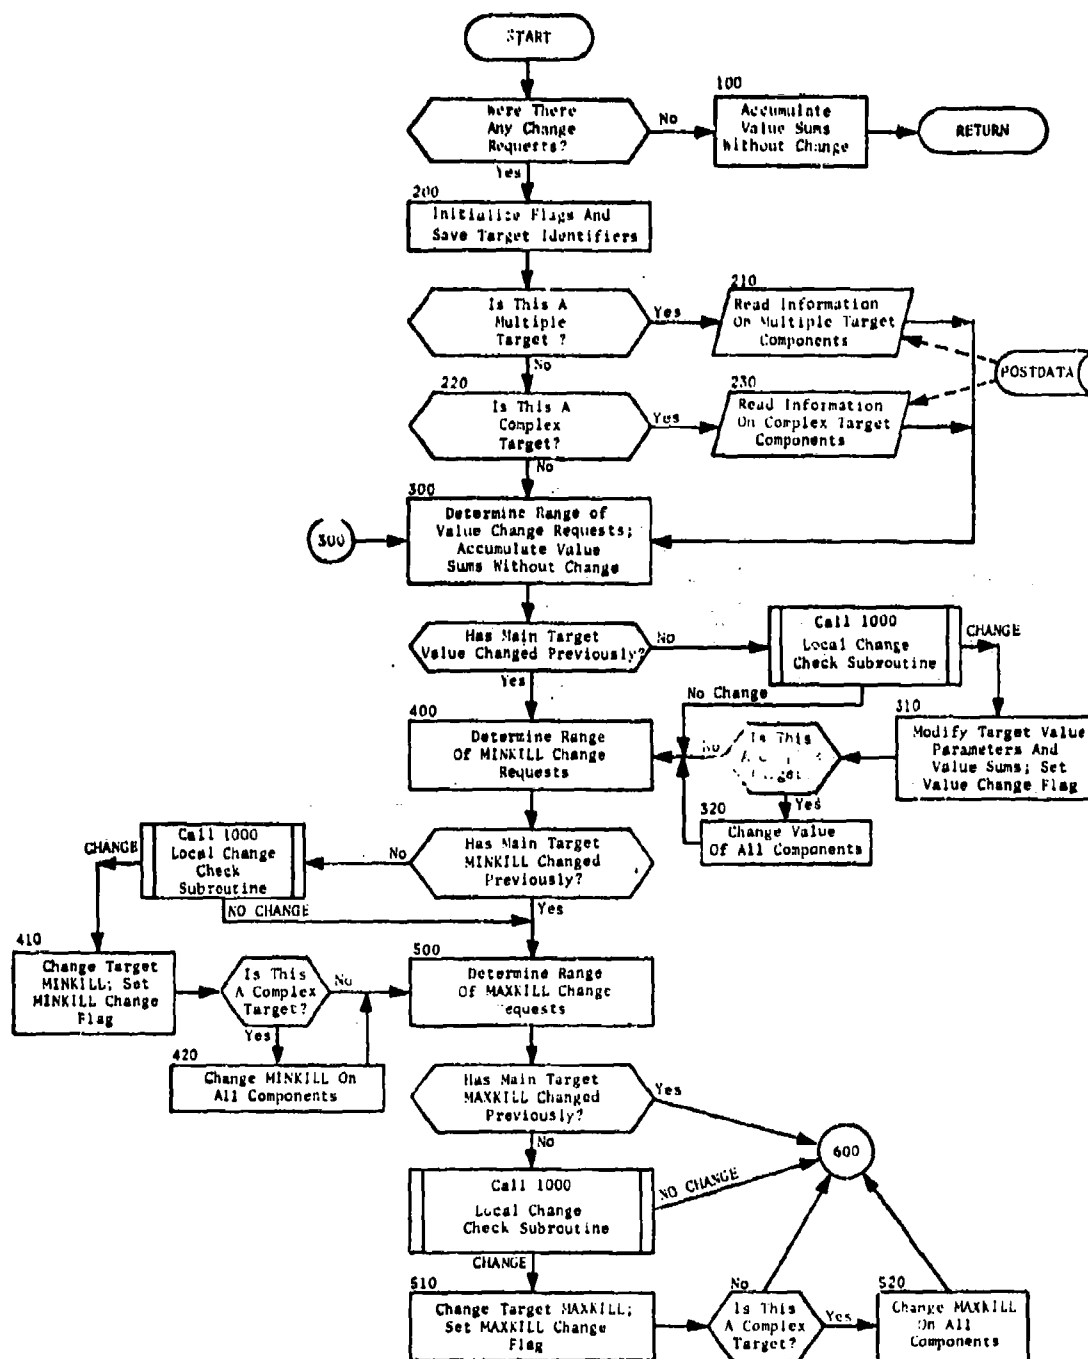 START
Were There
Any Change
Requests?
No
Yes
100
Accumulate
Value Sums
Without Change
RETURN
200
Initialize Flags And
Save Target Identifiers
Is This A
Multiple
Target ?
Yes
No
210
Read Information
On Multiple Target
Components
POSTDATA
220
Is This A
Complex
Target?
Yes
No
230
Read Information
On Complex Target
Components
300
Determine Range of
Value Change Requests;
Accumulate Value
Sums Without Change
300
Has Main Target
Value Changed Previously?
No
Yes
Call 1000
Local Change
Check Subroutine
CHANGE
No Change
310
Modify Target Value
Parameters And
Value Sums; Set
Value Change Flag
Is This
A
No
Yes
320
Change Value
Of All Components
400
Determine Range
Of MINKILL Change
Requests
Has Main Target
MINKILL Changed
Previously?
No
Yes
Call 1000
Local Change
Check
Subroutine
CHANGE
NO CHANGE
410
Change Target
MINKILL; Set
MINKILL Change
Flag
Is This
A Complex
Target?
No
Yes
420
Change MINKILL On
All Components
500
Determine Range
Of MAXKILL Change
equests
Has Main Target
MAXKILL Changed
Previously?
Yes
No
600
Call 1000
Local Change
Check Subroutine
NO CHANGE
CHANGE
510
Change Target MAXKILL;
Set MAXKILL Change
Flag
Is This
A Complex
Target?
No
Yes
520
Change MAXKILL
On All
Components